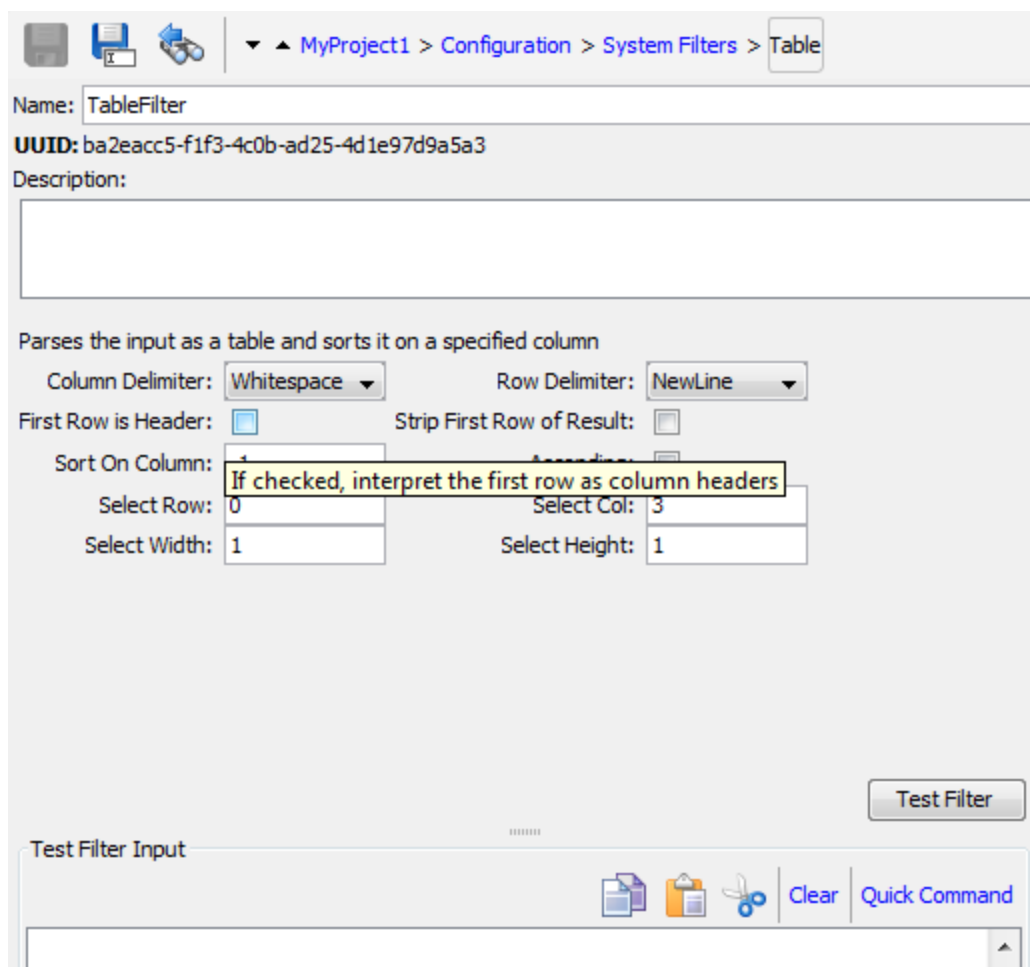 MyProject1 > Configuration > System Filters > Table
Name: TableFilter
UUID: ba2eacc5-f1f3-4c0b-ad25-4d1e97d9a5a3
Description:
Parses the input as a table and sorts it on a specified column
Column Delimiter: Whitespace Row Delimiter: NewLine
First Row is Header: Strip First Row of Result:
Sort On Column:
If checked, interpret the first row as column headers
Select Row: 0 Select Col: 3
Select Width: 1 Select Height: 1
Test Filter
Test Filter Input
Clear Quick Command